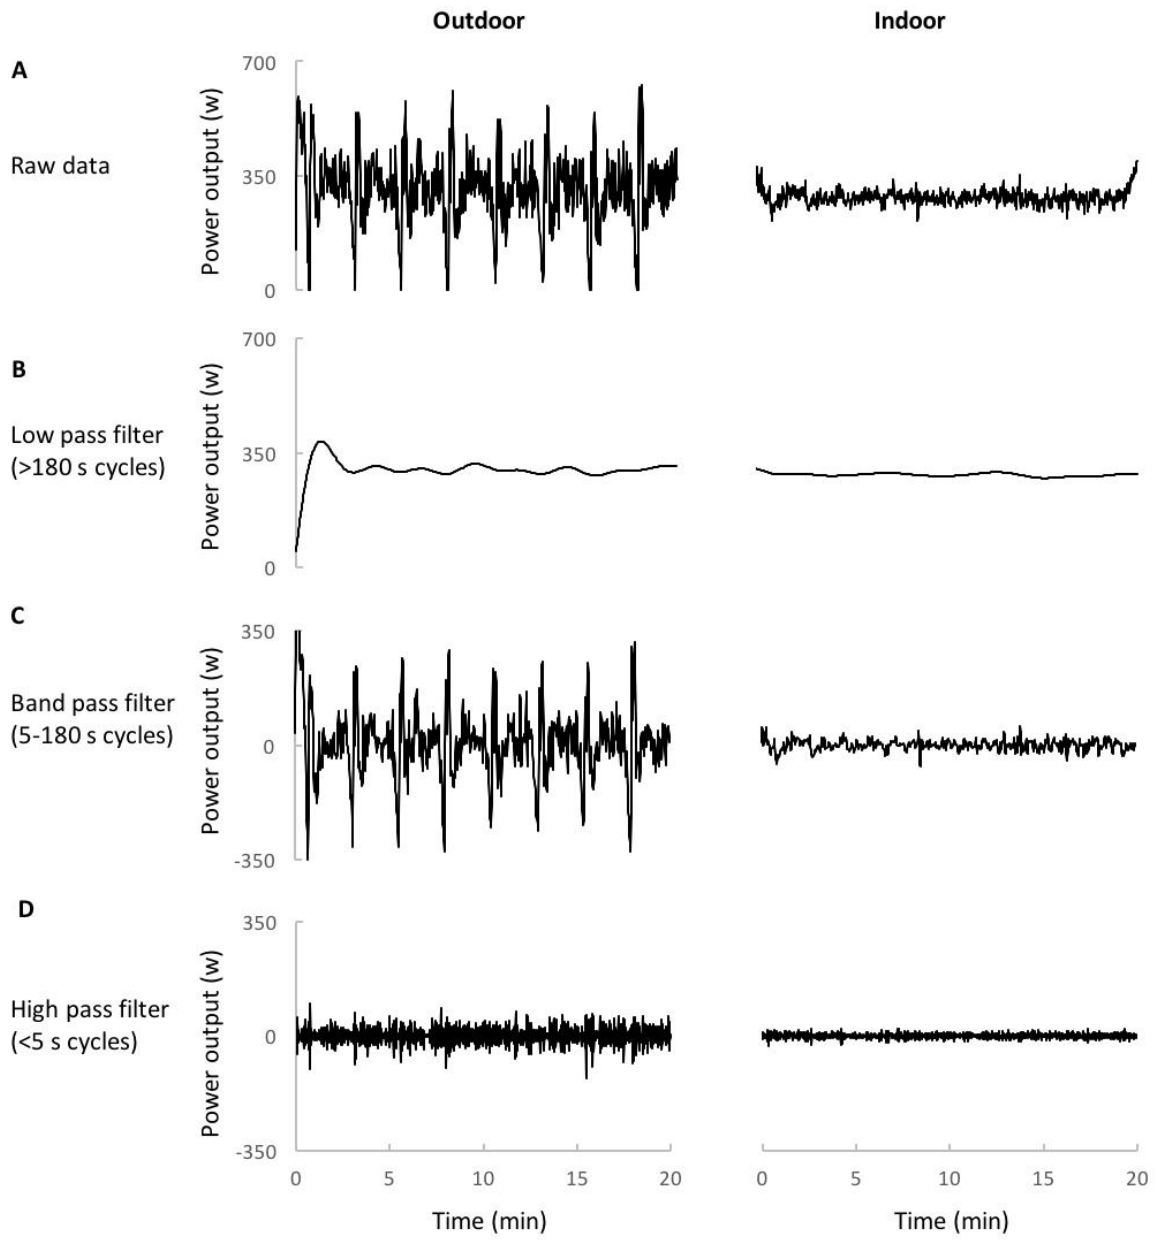 Outdoor Indoor
A
700
Raw data
Power output (w)
350
0
B
700
Low pass filter
(>180 s cycles)
Power output (w)
350
0
C
350
Band pass filter
(5-180 s cycles)
Power output (w)
0
-350
D
350
High pass filter
(<5 s cycles)
Power output (w)
0
-350
0 5 10 15 20 0 5 10 15 20
Time (min) Time (min)